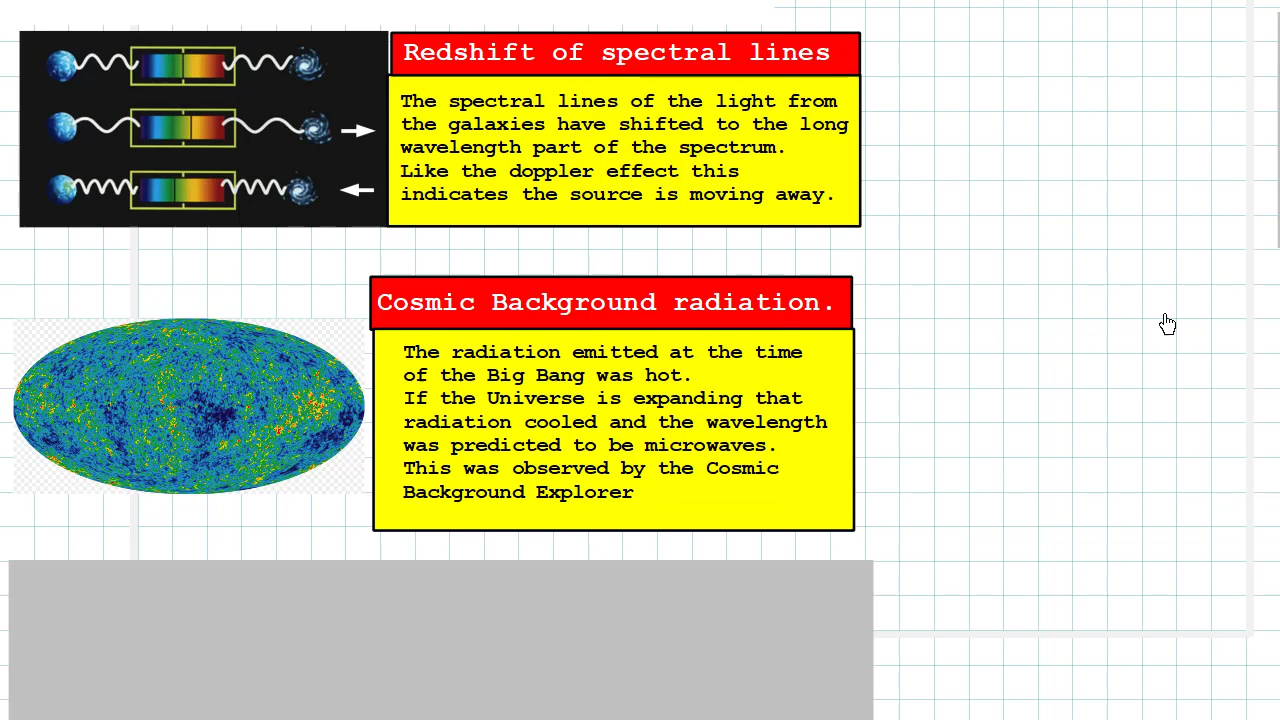 Redshift of spectral lines
The spectral lines of the light from
the galaxies have shifted to the long
wavelength part of the spectrum.
Like the doppler effect this
indicates the source is moving away.
Cosmic Background radiation.
The radiation emitted at the time
of the Big Bang was hot.
If the Universe is expanding that
radiation cooled and the wavelength
was predicted to be microwaves.
This was observed by the Cosmic
Background Explorer